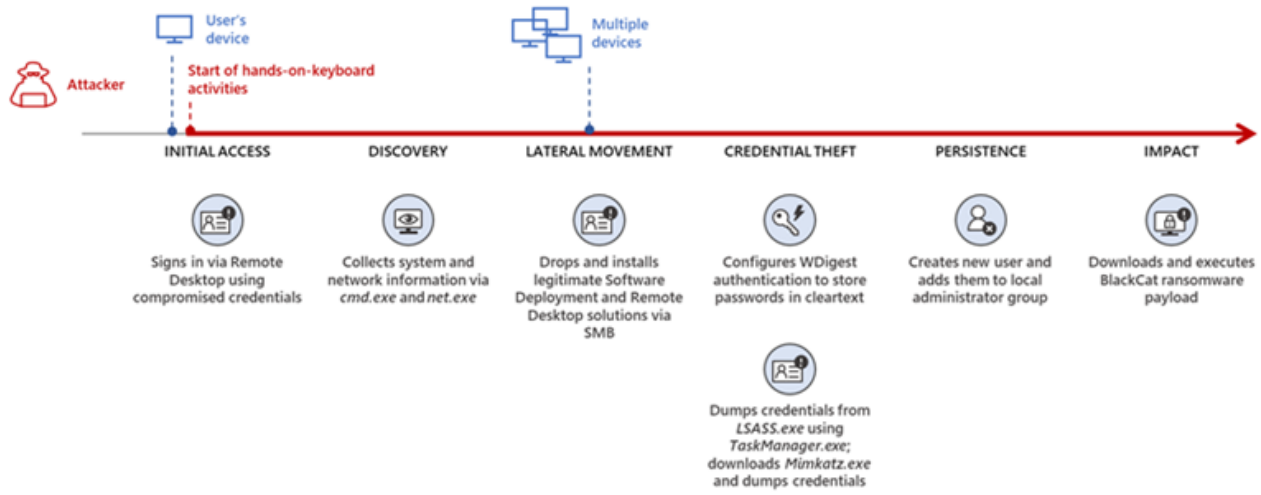 User's
device
Multiple
devices
Attacker
Start of hands-on-keyboard
activities
INITIAL ACCESS
DISCOVERY
LATERAL MOVEMENT
CREDENTIAL THEFT
PERSISTENCE
IMPACT
Signs in via Remote
Desktop using
compromised credentials
Collects system and
network information via
cmd.exe and net.exe
Drops and installs
legitimate Software
Deployment and Remote
Desktop solutions via
SMB
Configures WDigest
authentication to store
passwords in cleartext
Creates new user and
adds them to local
administrator group
Downloads and executes
BlackCat ransomware
payload
Dumps credentials from
LSASS.exe using
TaskManager.exe;
downloads Mimkatz.exe
and dumps credentials